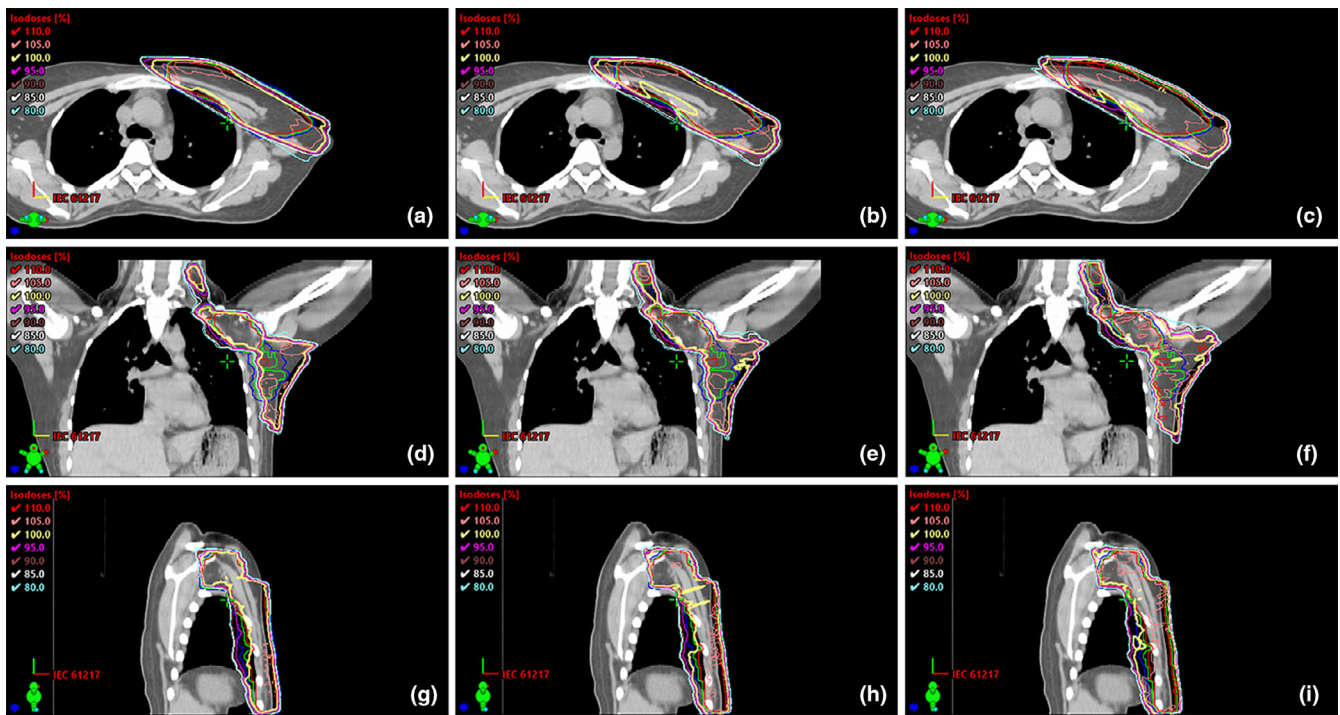 Isodoses [%]
✔ 110.0
✔ 105.0
✔ 100.0
✔ 95.0
✔ 90.0
✔ 85.0
✔ 80.0
IEC 61217
(a)
Isodoses [%]
✔ 110.0
✔ 105.0
✔ 100.0
✔ 95.0
✔ 90.0
✔ 85.0
✔ 80.0
IEC 61217
(b)
Isodoses [%]
✔ 110.0
✔ 105.0
✔ 100.0
✔ 95.0
✔ 90.0
✔ 85.0
✔ 80.0
IEC 61217
(c)
Isodoses [%]
✔ 110.0
✔ 105.0
✔ 100.0
✔ 95.0
✔ 90.0
✔ 85.0
✔ 80.0
IEC 61217
(d)
Isodoses [%]
✔ 110.0
✔ 105.0
✔ 100.0
✔ 95.0
✔ 90.0
✔ 85.0
✔ 80.0
IEC 61217
(e)
Isodoses [%]
✔ 110.0
✔ 105.0
✔ 100.0
✔ 95.0
✔ 90.0
✔ 85.0
✔ 80.0
IEC 61217
(f)
Isodoses [%]
✔ 110.0
✔ 105.0
✔ 100.0
✔ 95.0
✔ 90.0
✔ 85.0
✔ 80.0
IEC 61217
(g)
Isodoses [%]
✔ 110.0
✔ 105.0
✔ 100.0
✔ 95.0
✔ 90.0
✔ 85.0
✔ 80.0
IEC 61217
(h)
Isodoses [%]
✔ 110.0
✔ 105.0
✔ 100.0
✔ 95.0
✔ 90.0
✔ 85.0
✔ 80.0
IEC 61217
(i)